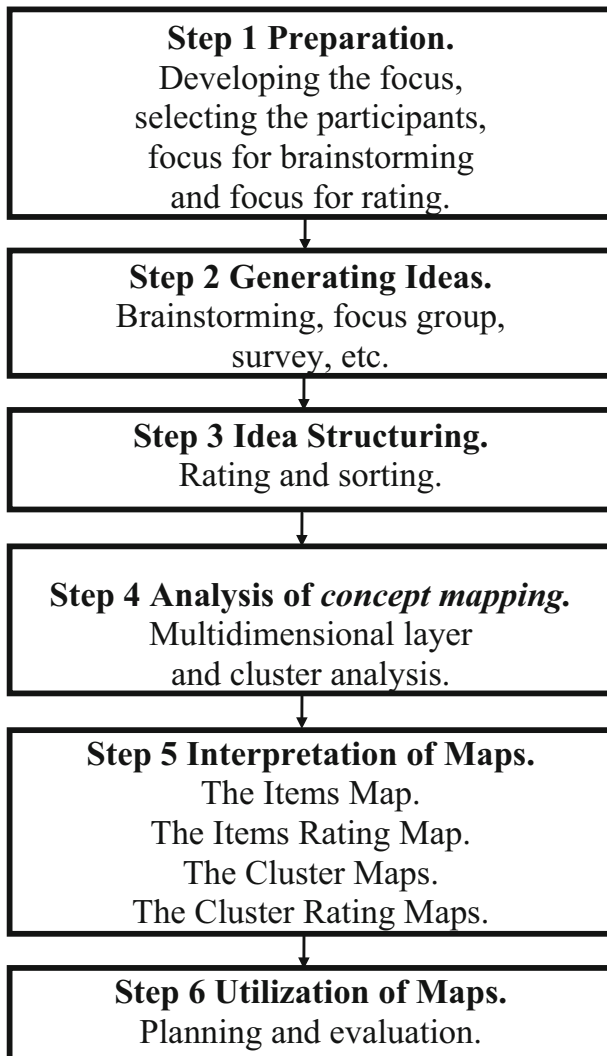 Step 1 Preparation.
Developing the focus,
selecting the participants,
focus for brainstorming
and focus for rating.
Step 2 Generating Ideas.
Brainstorming, focus group,
survey, etc.
Step 3 Idea Structuring.
Rating and sorting.
Step 4 Analysis of concept mapping.
Multidimensional layer
and cluster analysis.
Step 5 Interpretation of Maps.
The Items Map.
The Items Rating Map.
The Cluster Maps.
The Cluster Rating Maps.
Step 6 Utilization of Maps.
Planning and evaluation.